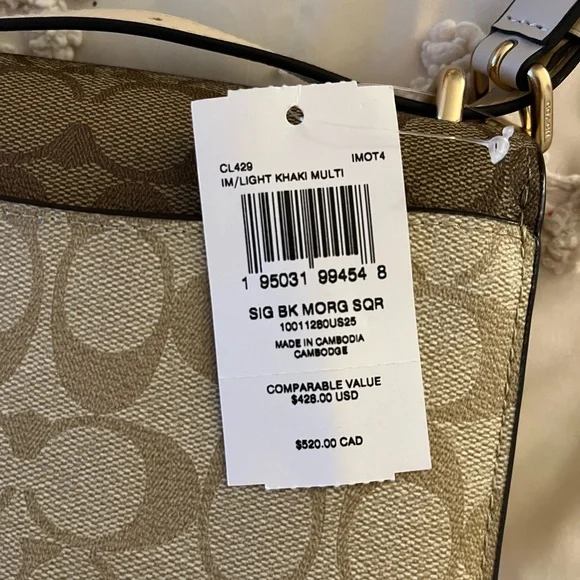 CL429 IMOT4
IM/LIGHT KHAKI MULTI
1 95031 99454 8
SIG BK MORG SQR
10011280US25
MADE IN CAMBODIA
CAMBODGE
COMPARABLE VALUE
$428.00 USD
$520.00 CAD